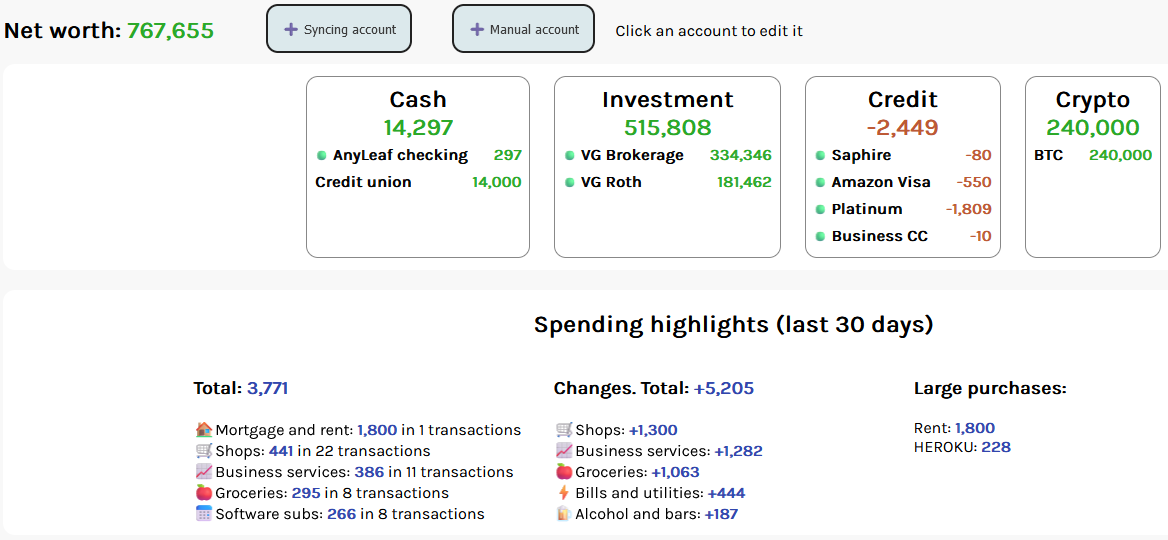 Net worth: 767,655
Syncing account
Manual account
Click an account to edit it
Cash
14,297
AnyLeaf checking 297
Credit union 14,000
Investment
515,808
VG Brokerage 334,346
VG Roth 181,462
Credit
-2,449
Saphire -80
Amazon Visa -550
Platinum -1,809
Business CC -10
Crypto
240,000
BTC 240,000
Spending highlights (last 30 days)
Total: 3,771
Mortgage and rent: 1,800 in 1 transactions
Shops: 441 in 22 transactions
Business services: 386 in 11 transactions
Groceries: 295 in 8 transactions
Software subs: 266 in 8 transactions
Changes. Total: +5,205
Shops: +1,300
Business services: +1,282
Groceries: +1,063
Bills and utilities: +444
Alcohol and bars: +187
Large purchases:
Rent: 1,800
HEROKU: 228